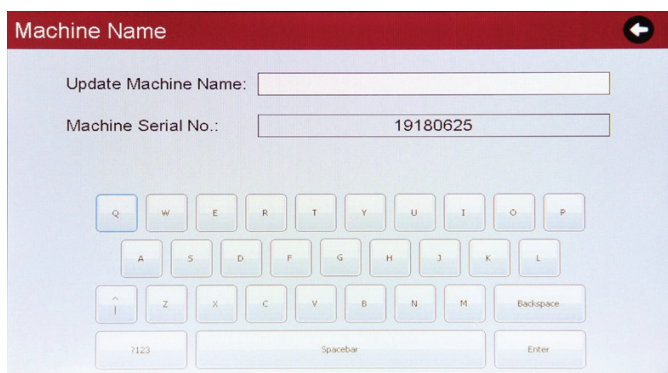 Machine Name
Update Machine Name:
Machine Serial No.: 19180625
Q W E R T Y U I O P
A S D F G H J K L
Z X C V B N M Backspace
?123 Spacebar Enter